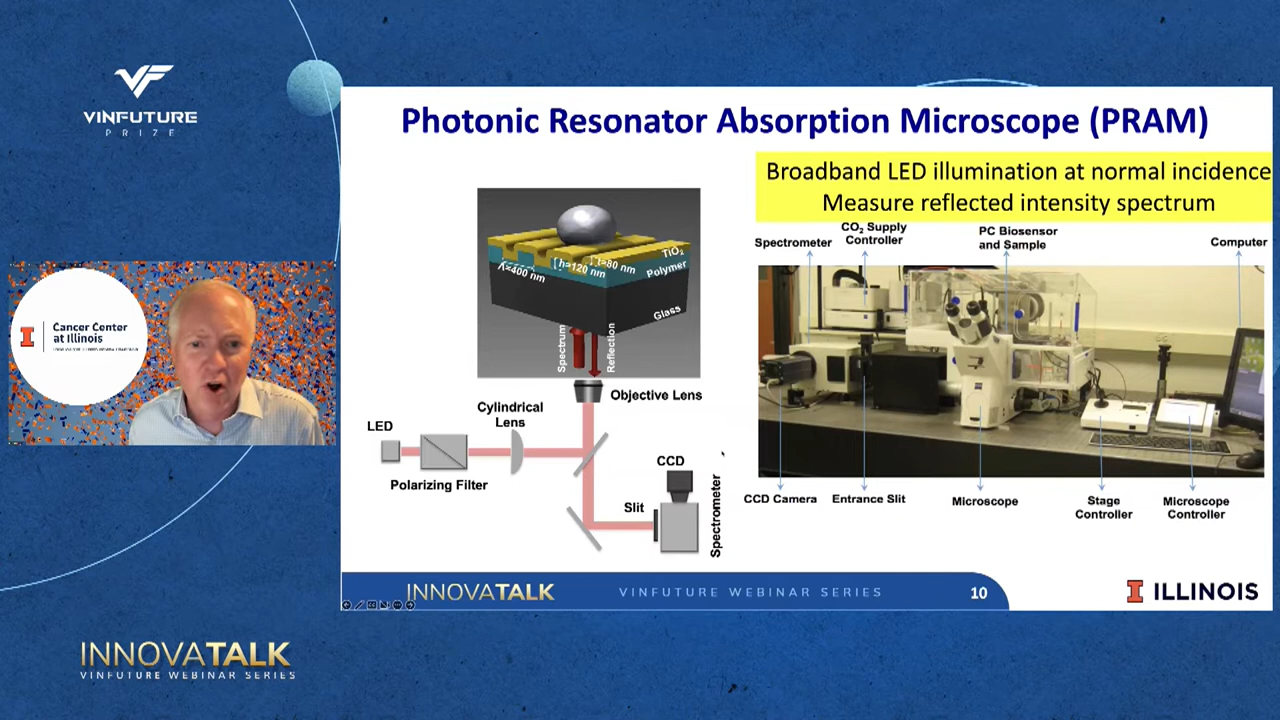 VF
VINFUTURE
PRIZE
Photonic Resonator Absorption Microscope (PRAM)
Broadband LED illumination at normal incidence
Measure reflected intensity spectrum
Spectrometer
CO₂ Supply
Controller
PC Biosensor
and Sample
Computer
TiO₂
t=80 nm
h=120 nm
Λ=400 nm
Polymer
Glass
Spectrum
Reflection
Objective Lens
Cylindrical
Lens
LED
Polarizing Filter
CCD
Slit
Spectrometer
CCD Camera
Entrance Slit
Microscope
Stage
Controller
Microscope
Controller
I
Cancer Center
at Illinois
INNOVATALK
VINFUTURE WEBINAR SERIES
10
I ILLINOIS
INNOVATALK
VINFUTURE WEBINAR SERIES